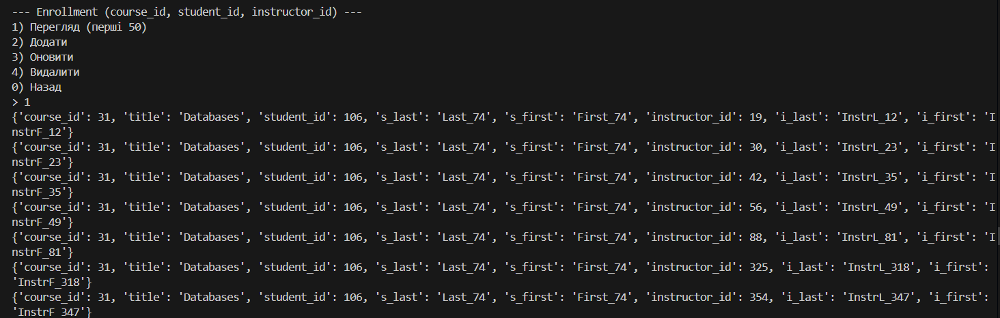 --- Enrollment (course_id, student_id, instructor_id) ---
1) Перегляд (перші 50)
2) Додати
3) Оновити
4) Видалити
0) Назад
> 1
{'course_id': 31, 'title': 'Databases', 'student_id': 106, 's_last': 'Last_74', 's_first': 'First_74', 'instructor_id': 19, 'i_last': 'InstrL_12', 'i_first': 'I
nstrF_12'}
{'course_id': 31, 'title': 'Databases', 'student_id': 106, 's_last': 'Last_74', 's_first': 'First_74', 'instructor_id': 30, 'i_last': 'InstrL_23', 'i_first': 'I
nstrF_23'}
{'course_id': 31, 'title': 'Databases', 'student_id': 106, 's_last': 'Last_74', 's_first': 'First_74', 'instructor_id': 42, 'i_last': 'InstrL_35', 'i_first': 'I
nstrF_35'}
{'course_id': 31, 'title': 'Databases', 'student_id': 106, 's_last': 'Last_74', 's_first': 'First_74', 'instructor_id': 56, 'i_last': 'InstrL_49', 'i_first': 'I
nstrF_49'}
{'course_id': 31, 'title': 'Databases', 'student_id': 106, 's_last': 'Last_74', 's_first': 'First_74', 'instructor_id': 88, 'i_last': 'InstrL_81', 'i_first': 'I
nstrF_81'}
{'course_id': 31, 'title': 'Databases', 'student_id': 106, 's_last': 'Last_74', 's_first': 'First_74', 'instructor_id': 325, 'i_last': 'InstrL_318', 'i_first':
'InstrF_318'}
{'course_id': 31, 'title': 'Databases', 'student_id': 106, 's_last': 'Last_74', 's_first': 'First_74', 'instructor_id': 354, 'i_last': 'InstrL_347', 'i_first':
'InstrF_347'}